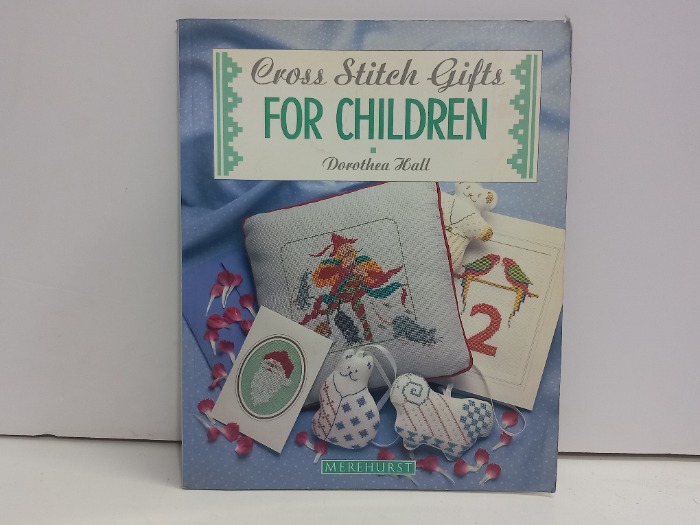 Cross Stitch Gifts
FOR CHILDREN
Dorothea Hall
2
MEREHURST